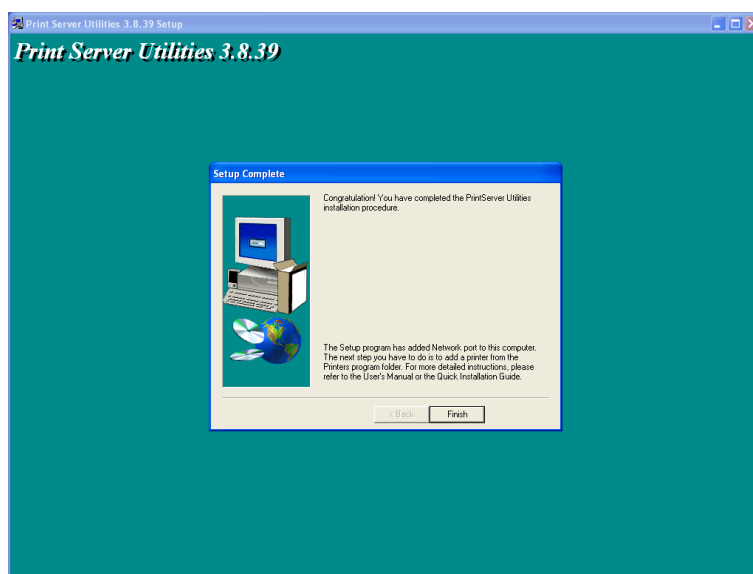 Print Server Utilities 3.8.39 Setup
Print Server Utilities 3.8.39
Setup Complete
Congratulation! You have completed the PrintServer Utilities
installation procedure.
The Setup program has added Network port to this computer.
The next step you have to do is to add a printer from the
Printers program folder. For more detailed instructions, please
refer to the User's Manual or the Quick Installation Guide.
< Back
Finish